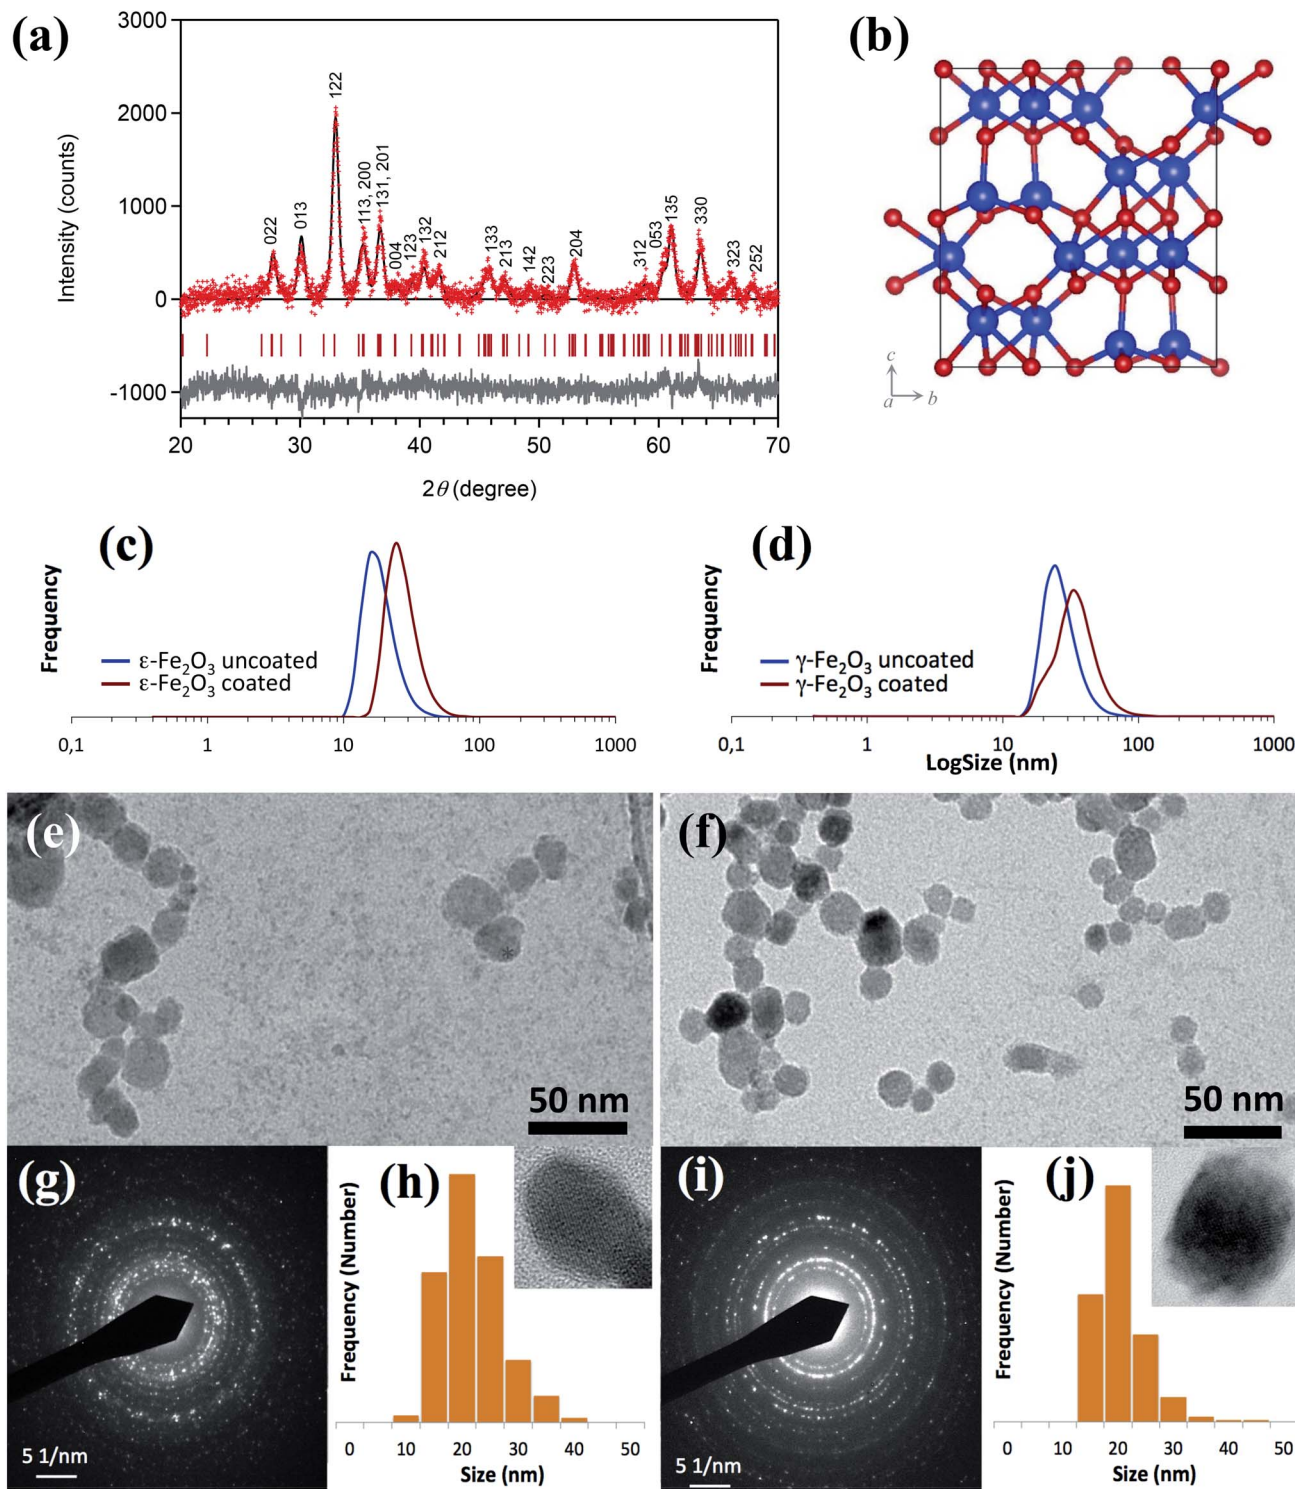 (a)
3000
2000
1000
0
-1000
Intensity (counts)
022
013
122
113, 200
131, 201
004
123
132
212
133
213
142
223
204
312
053
135
330
323
252
20
30
40
50
60
70
2θ (degree)
(b)
c
a
b
(c)
Frequency
ε-Fe₂O₃ uncoated
ε-Fe₂O₃ coated
0,1
1
10
100
1000
(d)
Frequency
γ-Fe₂O₃ uncoated
γ-Fe₂O₃ coated
0,1
1
10
100
1000
LogSize (nm)
(e)
*
50 nm
(f)
50 nm
(g)
5 1/nm
(h)
Frequency (Number)
0
0
10
20
30
40
50
Size (nm)
(i)
5 1/nm
(j)
Frequency (Number)
0
0
10
20
30
40
50
Size (nm)